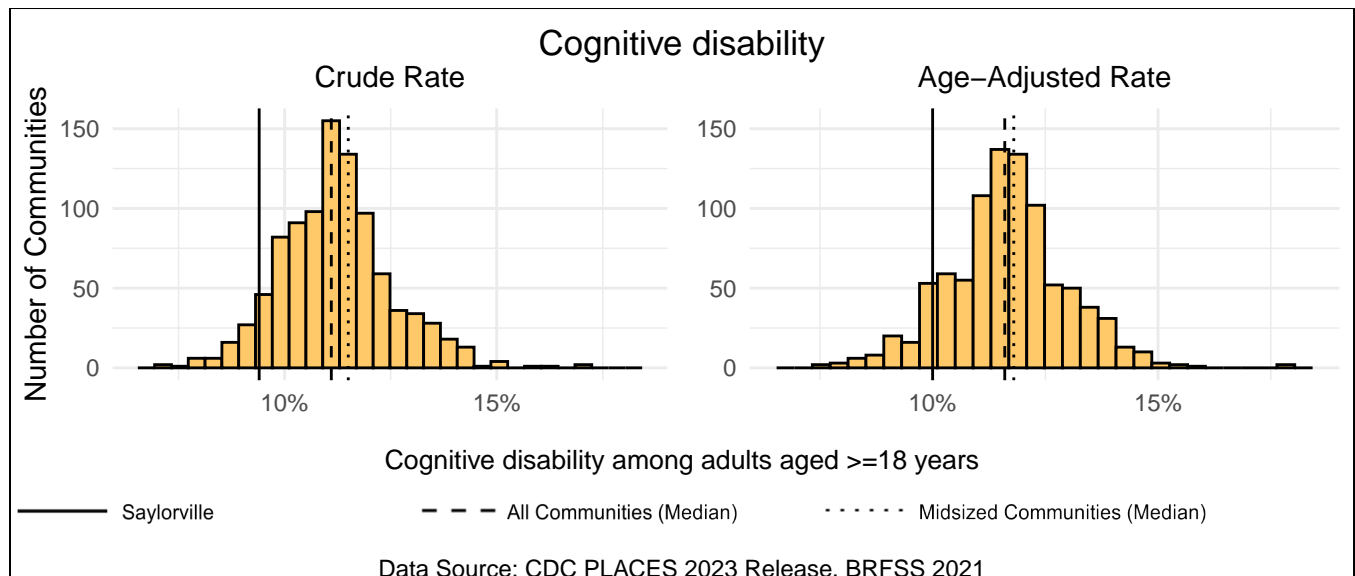 Cognitive disability
Crude Rate
Age−Adjusted Rate
Number of Communities
150
100
50
0
10%
15%
150
100
50
0
10%
15%
Cognitive disability among adults aged >=18 years
Saylorville
All Communities (Median)
Midsized Communities (Median)
Data Source: CDC PLACES 2023 Release, BRFSS 2021